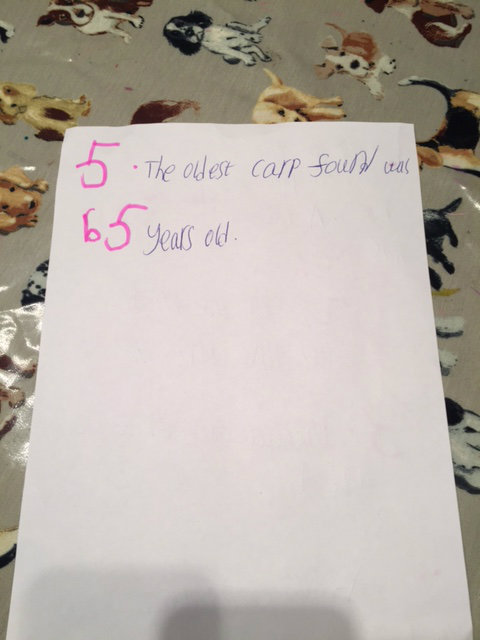 5 . The oldest carp found was
65 years old.